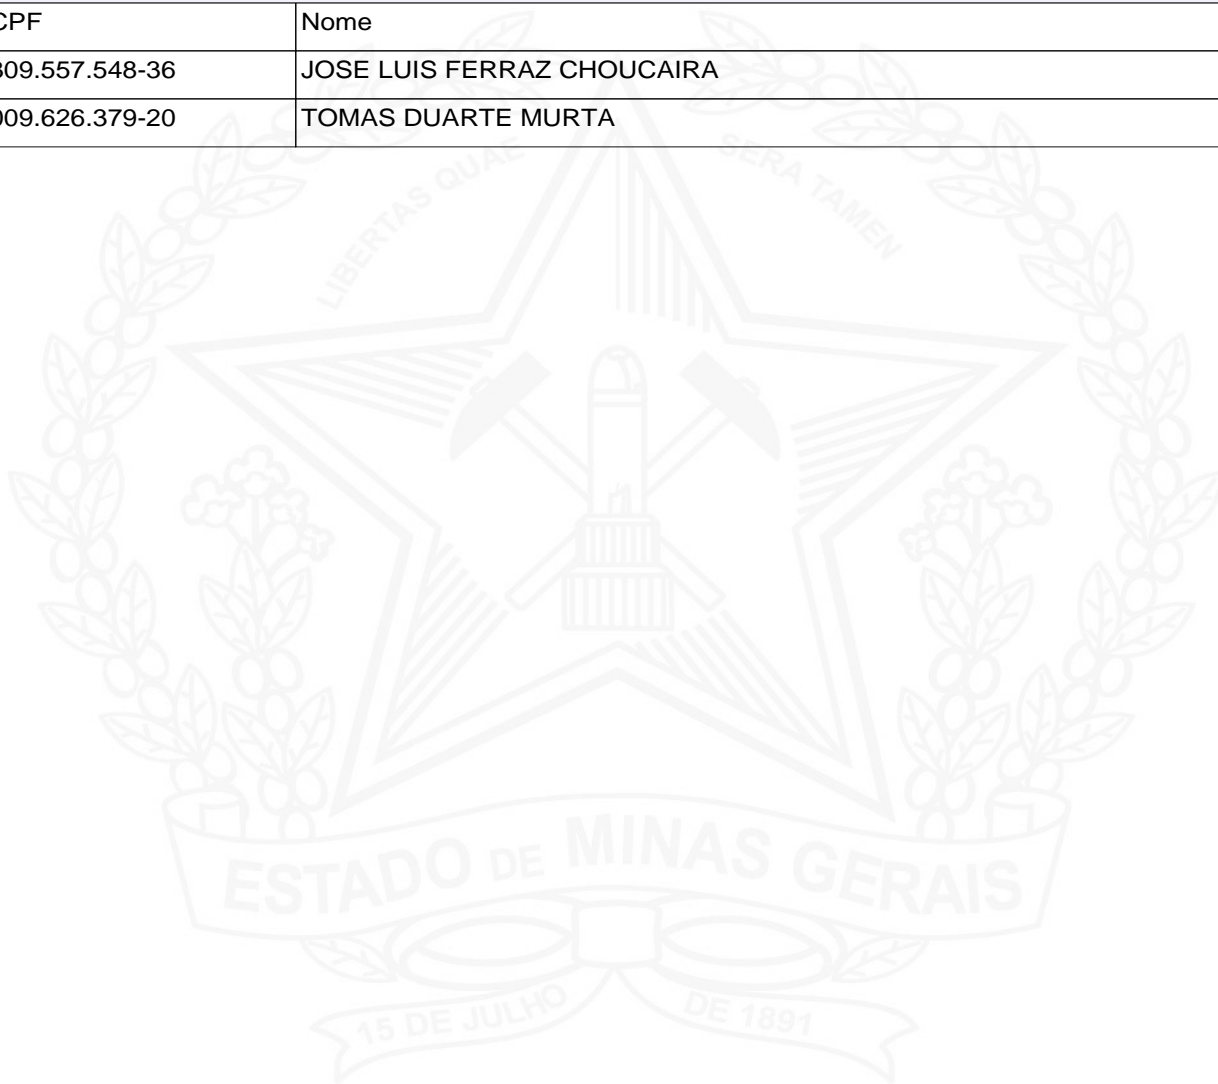 CPF Nome
809.557.548-36 JOSE LUIS FERRAZ CHOUCAIRA
009.626.379-20 TOMAS DUARTE MURTA
LIBERTAS QUAE SERA TAMEN
ESTADO DE MINAS GERAIS
15 DE JULHO DE 1891